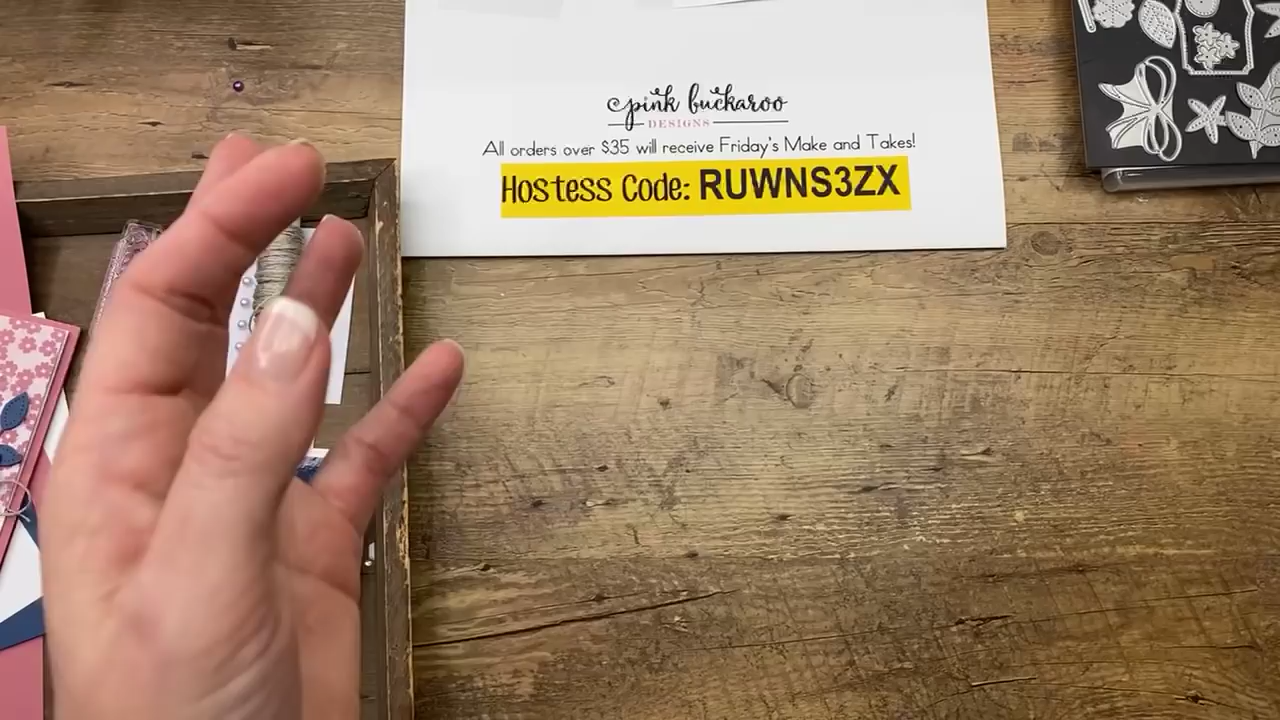 pink buckaroo
DESIGNS
All orders over $35 will receive Friday's Make and Takes!
Hostess Code: RUWNS3ZX